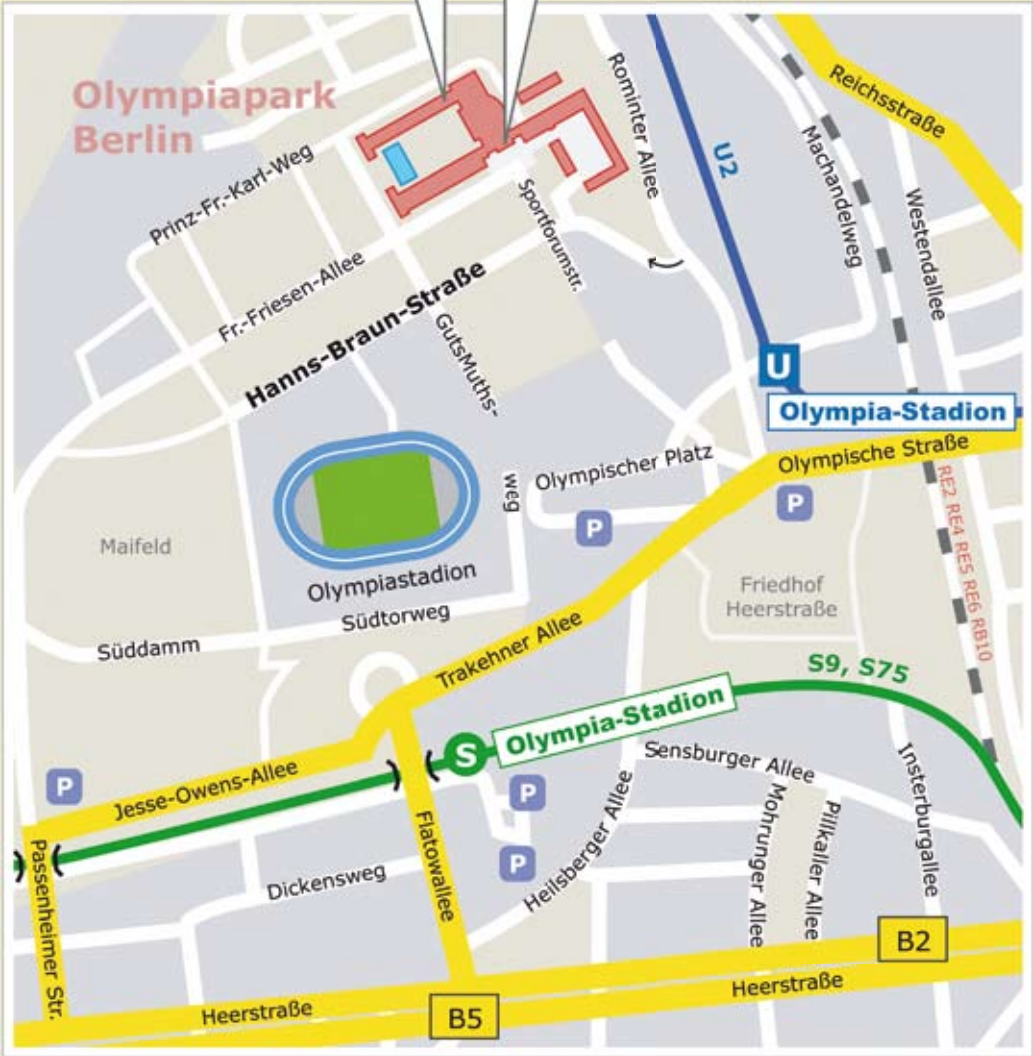 Olympiapark
Berlin
Prinz-Fr.-Karl-Weg
Rominter Allee
U2
Reichsstraße
Machandelweg
Westendallee
Sportforumstr.
Fr.-Friesen-Allee
Hanns-Braun-Straße
GutsMuths-
weg
U
Olympia-Stadion
Olympische Straße
Olympischer Platz
P
P
RE2 RE4 RE5 RE6 RB10
Maifeld
Olympiastadion
Südtorweg
Süddamm
Friedhof
Heerstraße
Trakehner Allee
S9, S75
S
Olympia-Stadion
Sensburger Allee
P
Jesse-Owens-Allee
P
P
Flatowallee
Heilsberger Allee
Mohrunger Allee
Pillkaller Allee
Insterburgallee
Passenheimer Str.
Dickensweg
B2
Heerstraße
B5
Heerstraße